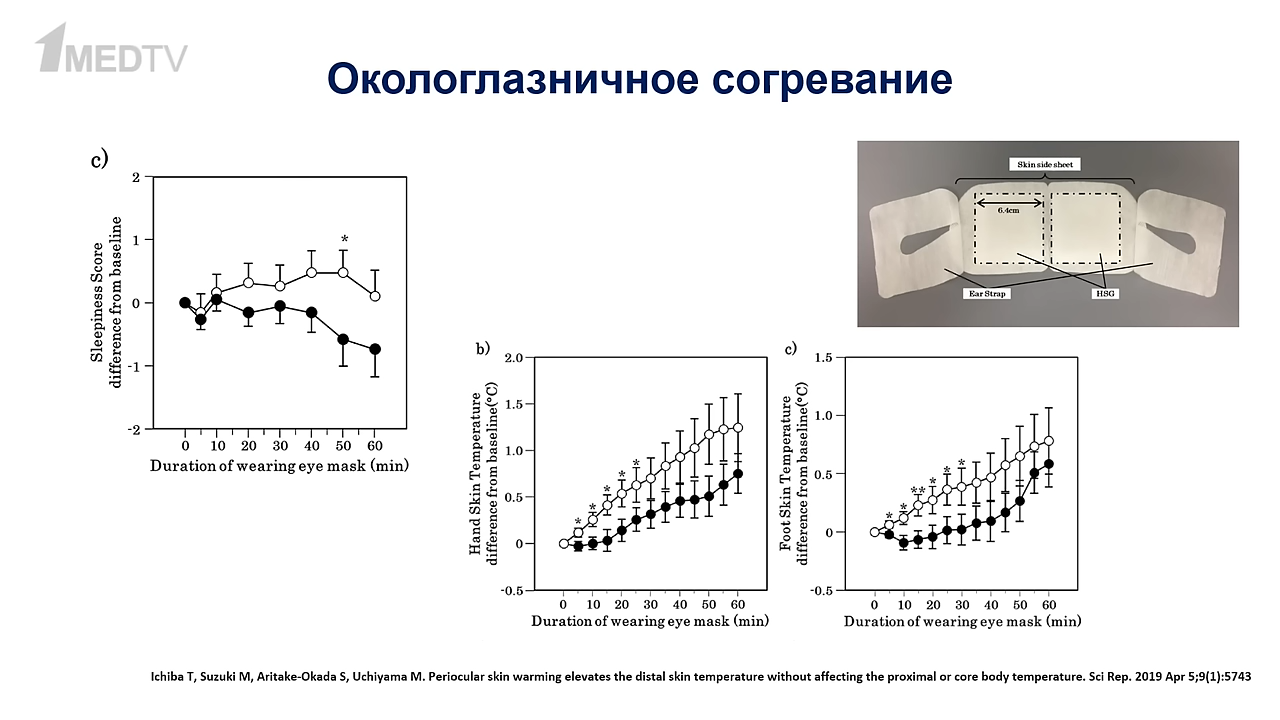 1MEDTV
Окологлазничное согревание
c)
Sleepiness Score
difference from baseline
2
1
0
-1
-2
*
0 10 20 30 40 50 60
Duration of wearing eye mask (min)
Skin side sheet
6.4cm
Ear Strap
HSG
b)
Hand Skin Temperature
difference from baseline(°C)
2.0
1.5
1.0
0.5
0
-0.5
* * * * *
0 10 20 30 40 50 60
Duration of wearing eye mask (min)
c)
Foot Skin Temperature
difference from baseline(°C)
1.5
1.0
0.5
0
-0.5
* * ** * * *
0 10 20 30 40 50 60
Duration of wearing eye mask (min)
Ichiba T, Suzuki M, Aritake-Okada S, Uchiyama M. Periocular skin warming elevates the distal skin temperature without affecting the proximal or core body temperature. Sci Rep. 2019 Apr 5;9(1):5743